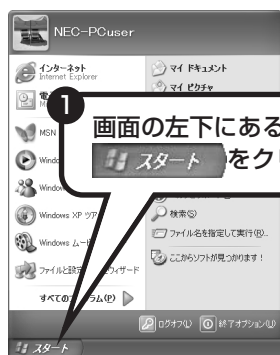 NEC-PCuser
インターネット
Internet Explorer
マイ ドキュメント
電
マイ ピクチャ
1
画面の左下にある
スタート をク
MSN
Windo
Windo
Windows XP ツア
検索(S)
ファイル名を指定して実行(R)...
Windows ムー
ここからソフトが見つかります!
ファイルと設定
ウィザード
すべての
ラム(P)
ログオフ(L)
終了オプション(U)
スタート